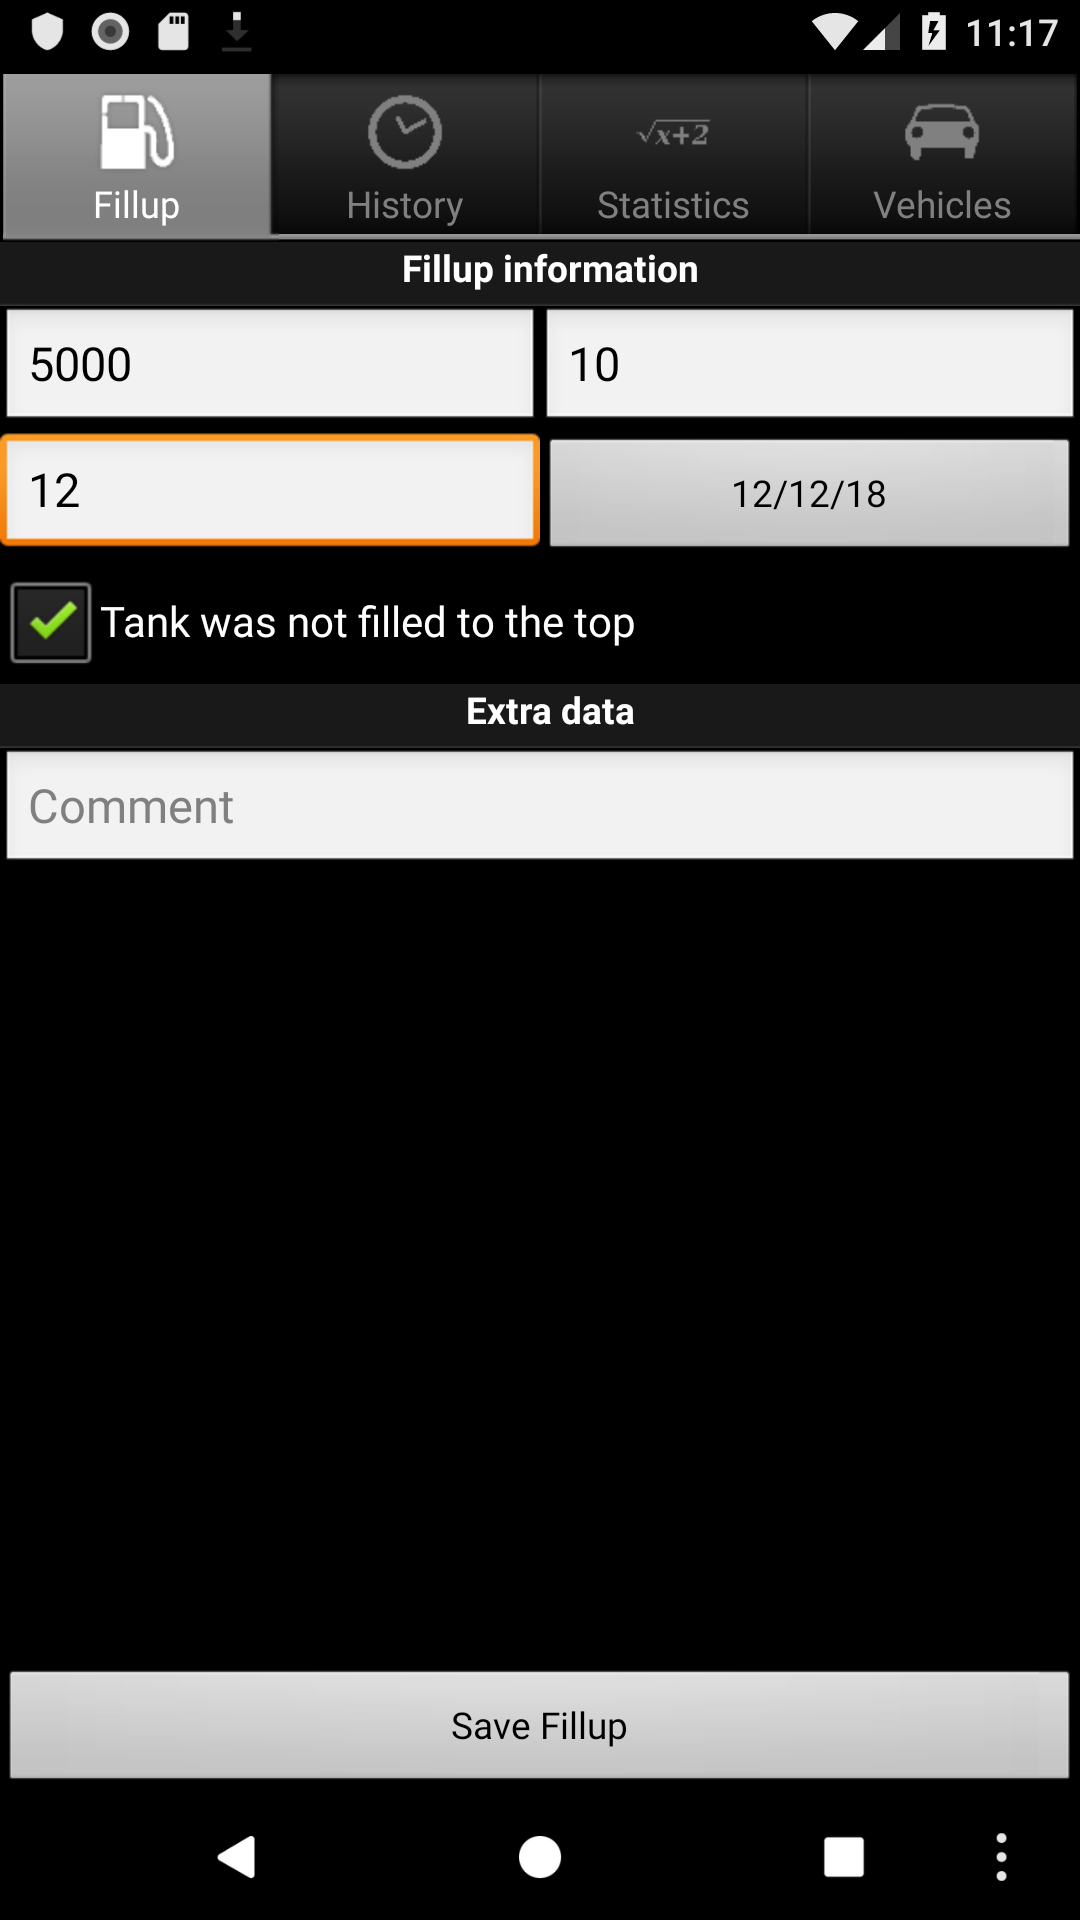 11:17
√x+2
Fillup
History
Statistics
Vehicles
Fillup information
5000
10
12
12/12/18
Tank was not filled to the top
Extra data
Comment
Save Fillup